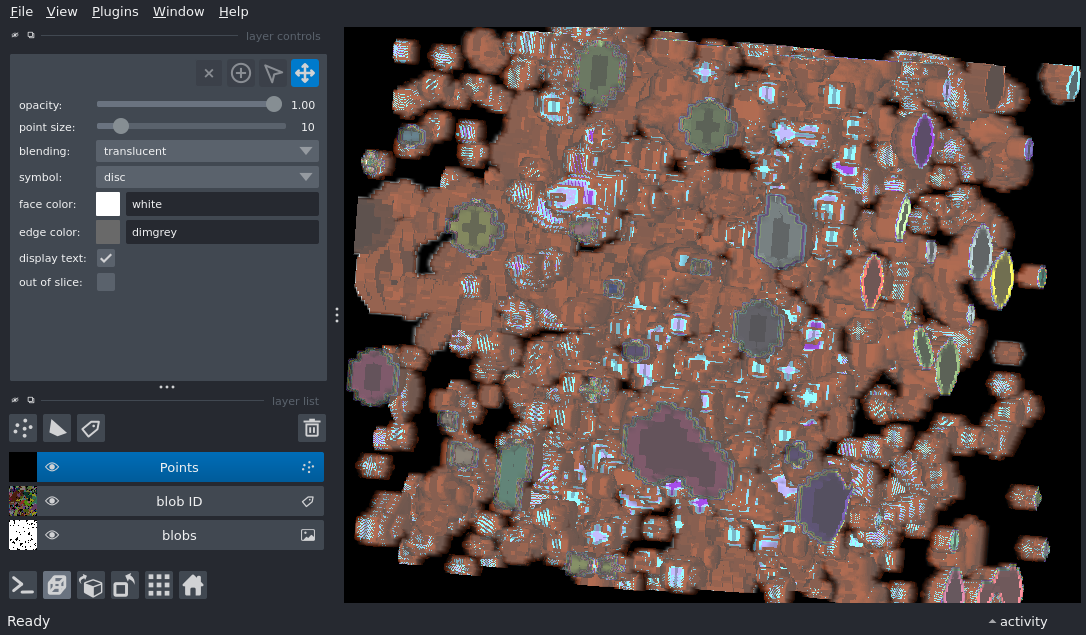 File View Plugins Window Help
layer controls
opacity: 1.00
point size: 10
blending: translucent
symbol: disc
face color: white
edge color: dimgrey
display text:
out of slice:
layer list
Points
blob ID
blobs
Ready activity